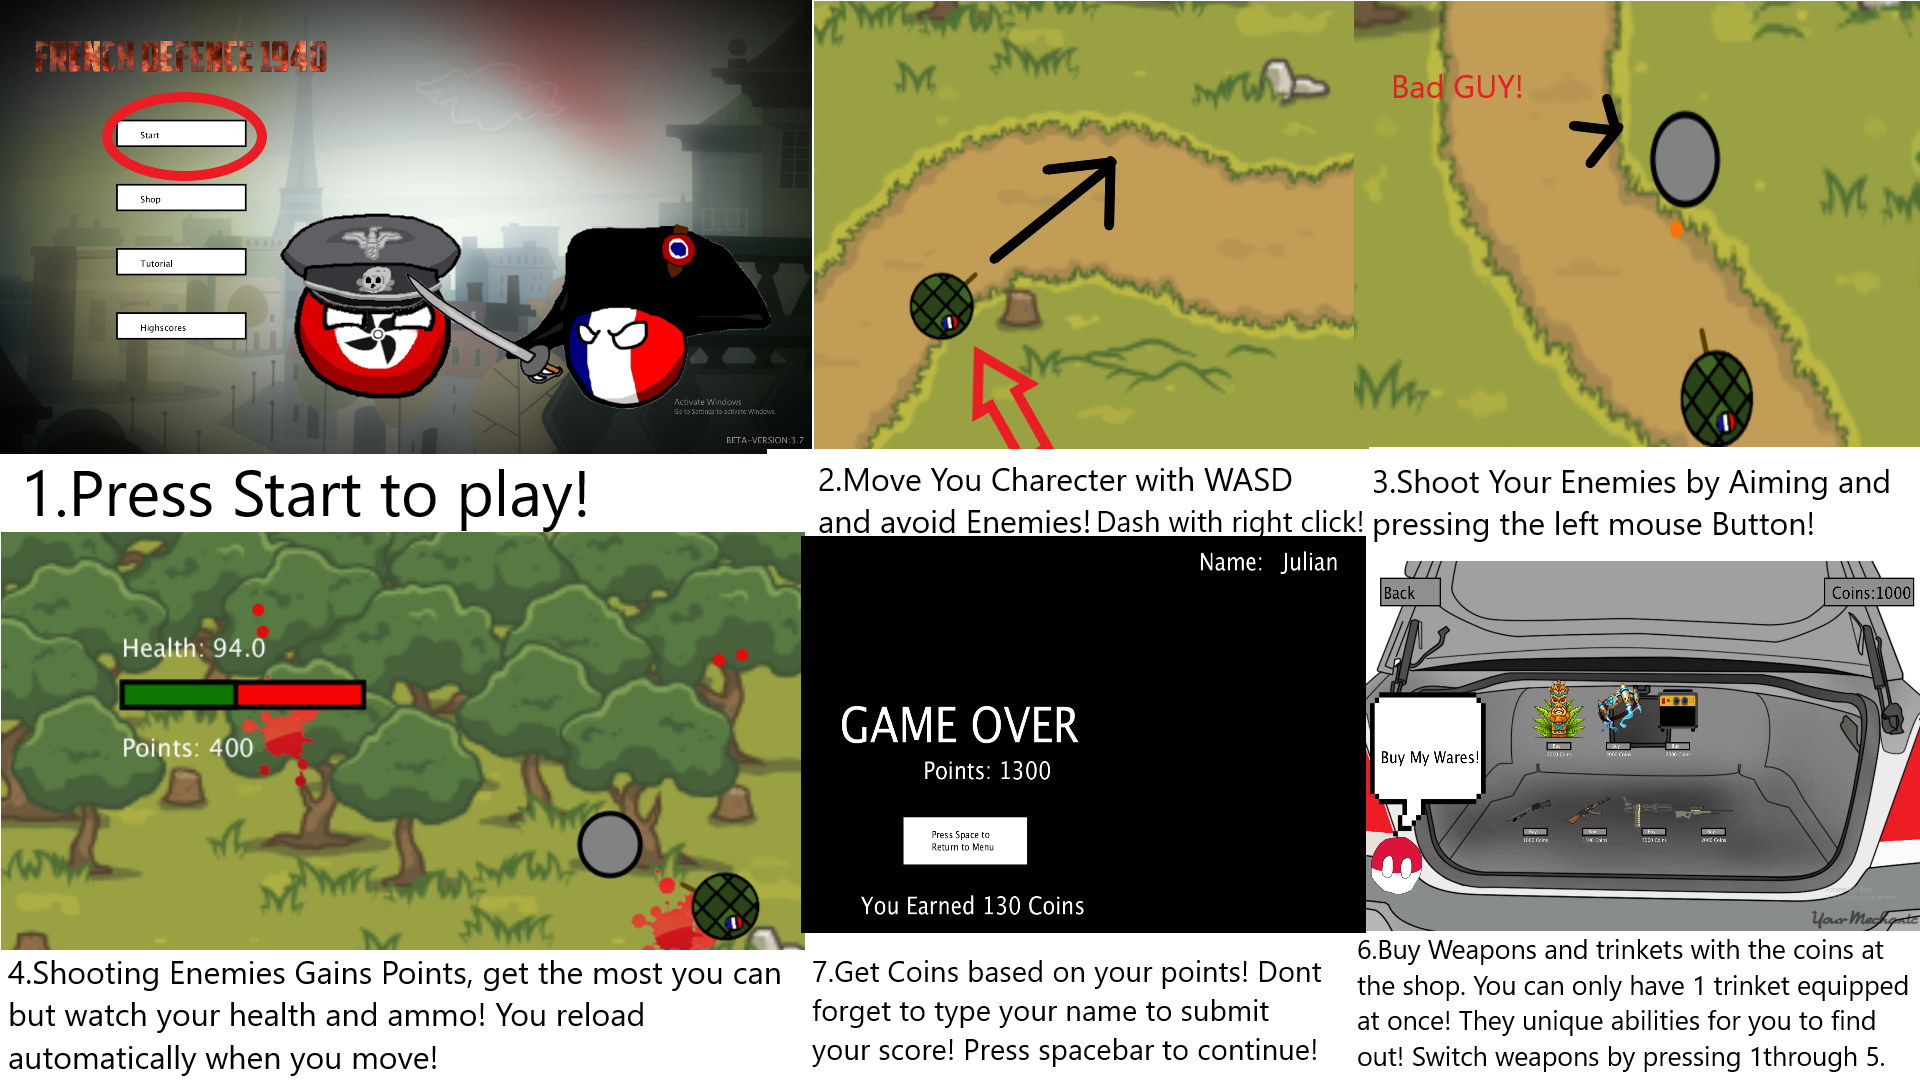 FRENCH DEFENCE 1940
Start
Shop
Tutorial
Highscores
Activate Windows
Go to Settings to activate Windows.
BETA-VERSION:3.7
1.Press Start to play!
2.Move You Charecter with WASD
and avoid Enemies! Dash with right click!
Bad GUY!
3.Shoot Your Enemies by Aiming and
pressing the left mouse Button!
Health: 94.0
Points: 400
4.Shooting Enemies Gains Points, get the most you can
but watch your health and ammo! You reload
automatically when you move!
Name: Julian
GAME OVER
Points: 1300
Press Space to
Return to Menu
You Earned 130 Coins
7.Get Coins based on your points! Dont
forget to type your name to submit
your score! Press spacebar to continue!
Back
Coins:1000
Buy My Wares!
Buy Buy Buy
Buy Buy Buy Buy
YourMechanic
6.Buy Weapons and trinkets with the coins at
the shop. You can only have 1 trinket equipped
at once! They unique abilities for you to find
out! Switch weapons by pressing 1through 5.